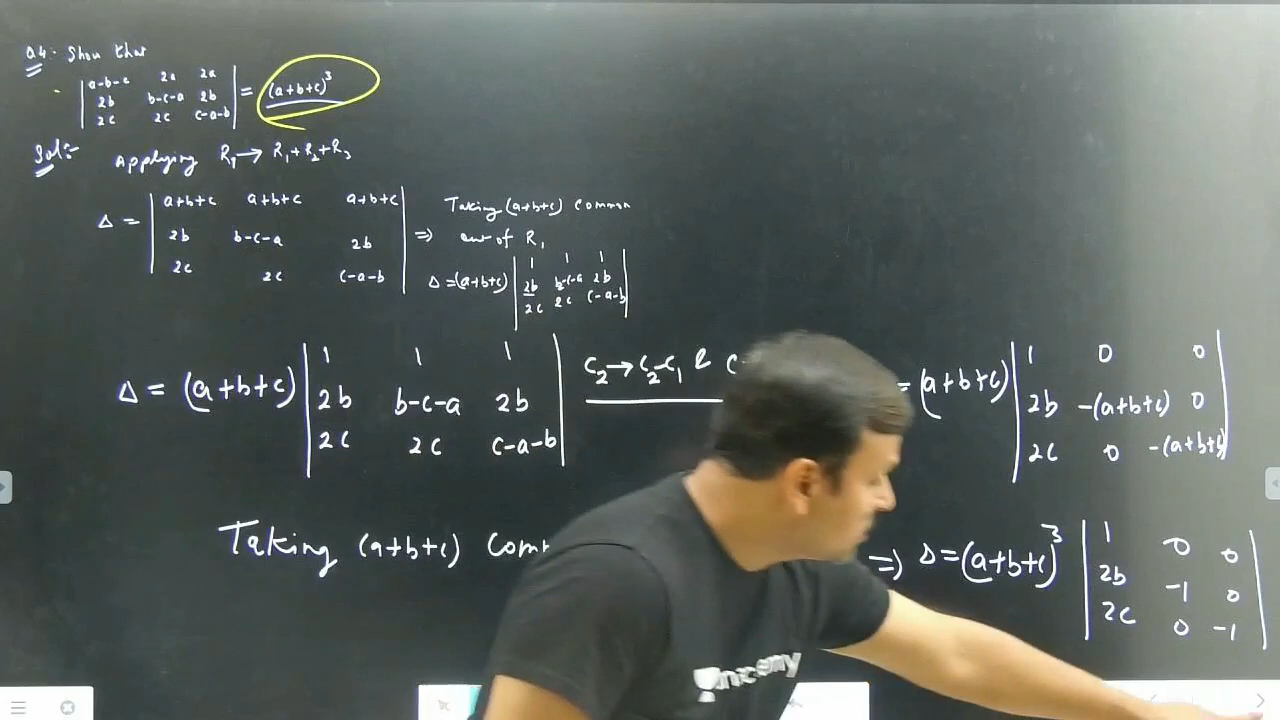 Q4. Show that
| a-b-c 2a 2a |
| 2b b-c-a 2b | = (a+b+c)³
| 2c 2c c-a-b |
Sol:- Applying R₁→ R₁+R₂+R₃
| a+b+c a+b+c a+b+c |
Δ = | 2b b-c-a 2b | =>
| 2c 2c c-a-b |
Taking (a+b+c) common
out of R₁
| 1 1 1 |
Δ=(a+b+c) | 2b b-c-a 2b |
| 2c 2c c-a-b |
| 1 1 1 |
Δ = (a+b+c) | 2b b-c-a 2b |
| 2c 2c c-a-b |
C₂→C₂-C₁ & C
| 1 0 0 |
=(a+b+c) | 2b -(a+b+c) 0 |
| 2c 0 -(a+b+c) |
Taking (a+b+c) Com
| 1 0 0 |
=> Δ=(a+b+c)³ | 2b -1 0 |
| 2c 0 -1 |